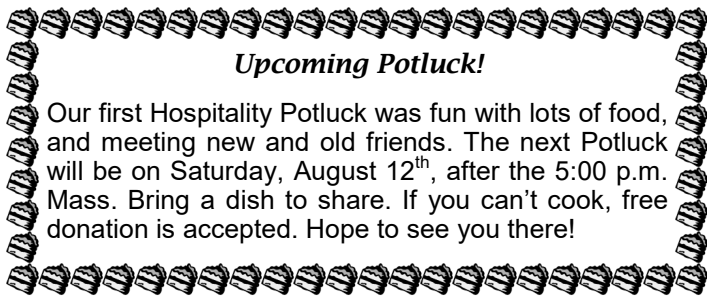 Upcoming Potluck!
Our first Hospitality Potluck was fun with lots of food,
and meeting new and old friends. The next Potluck
will be on Saturday, August 12th, after the 5:00 p.m.
Mass. Bring a dish to share. If you can’t cook, free
donation is accepted. Hope to see you there!